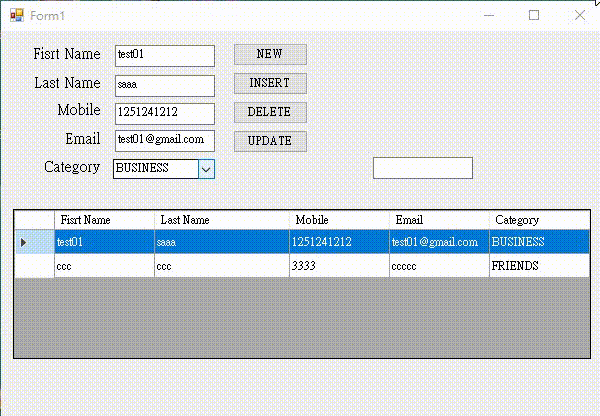 Form1
Fisrt Name test01 NEW
Last Name saaa INSERT
Mobile 1251241212 DELETE
Email test01@gmail.com UPDATE
Category BUSINESS
Fisrt Name Last Name Mobile Email Category
test01 saaa 1251241212 test01@gmail.com BUSINESS
ccc ccc 3333 ccccc FRIENDS